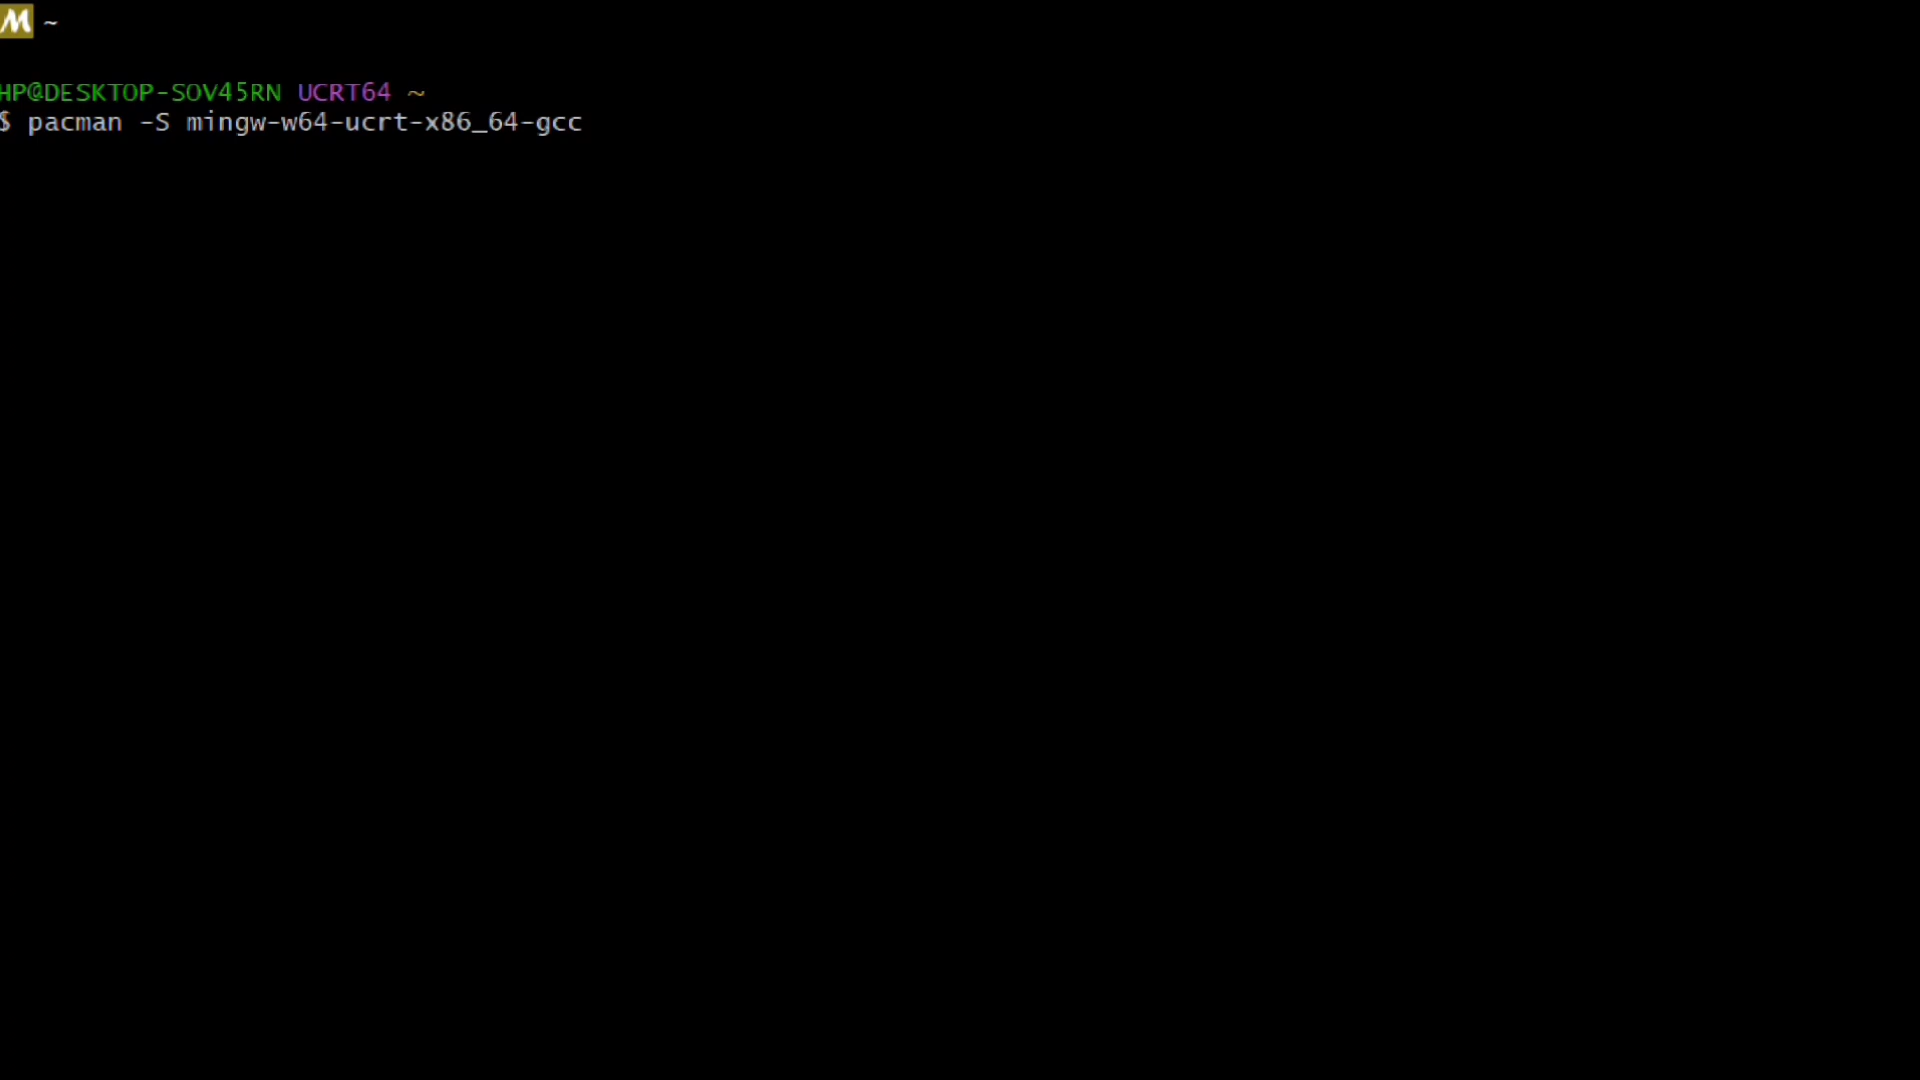 M ~
HP@DESKTOP-SOV45RN UCRT64 ~
$ pacman -S mingw-w64-ucrt-x86_64-gcc